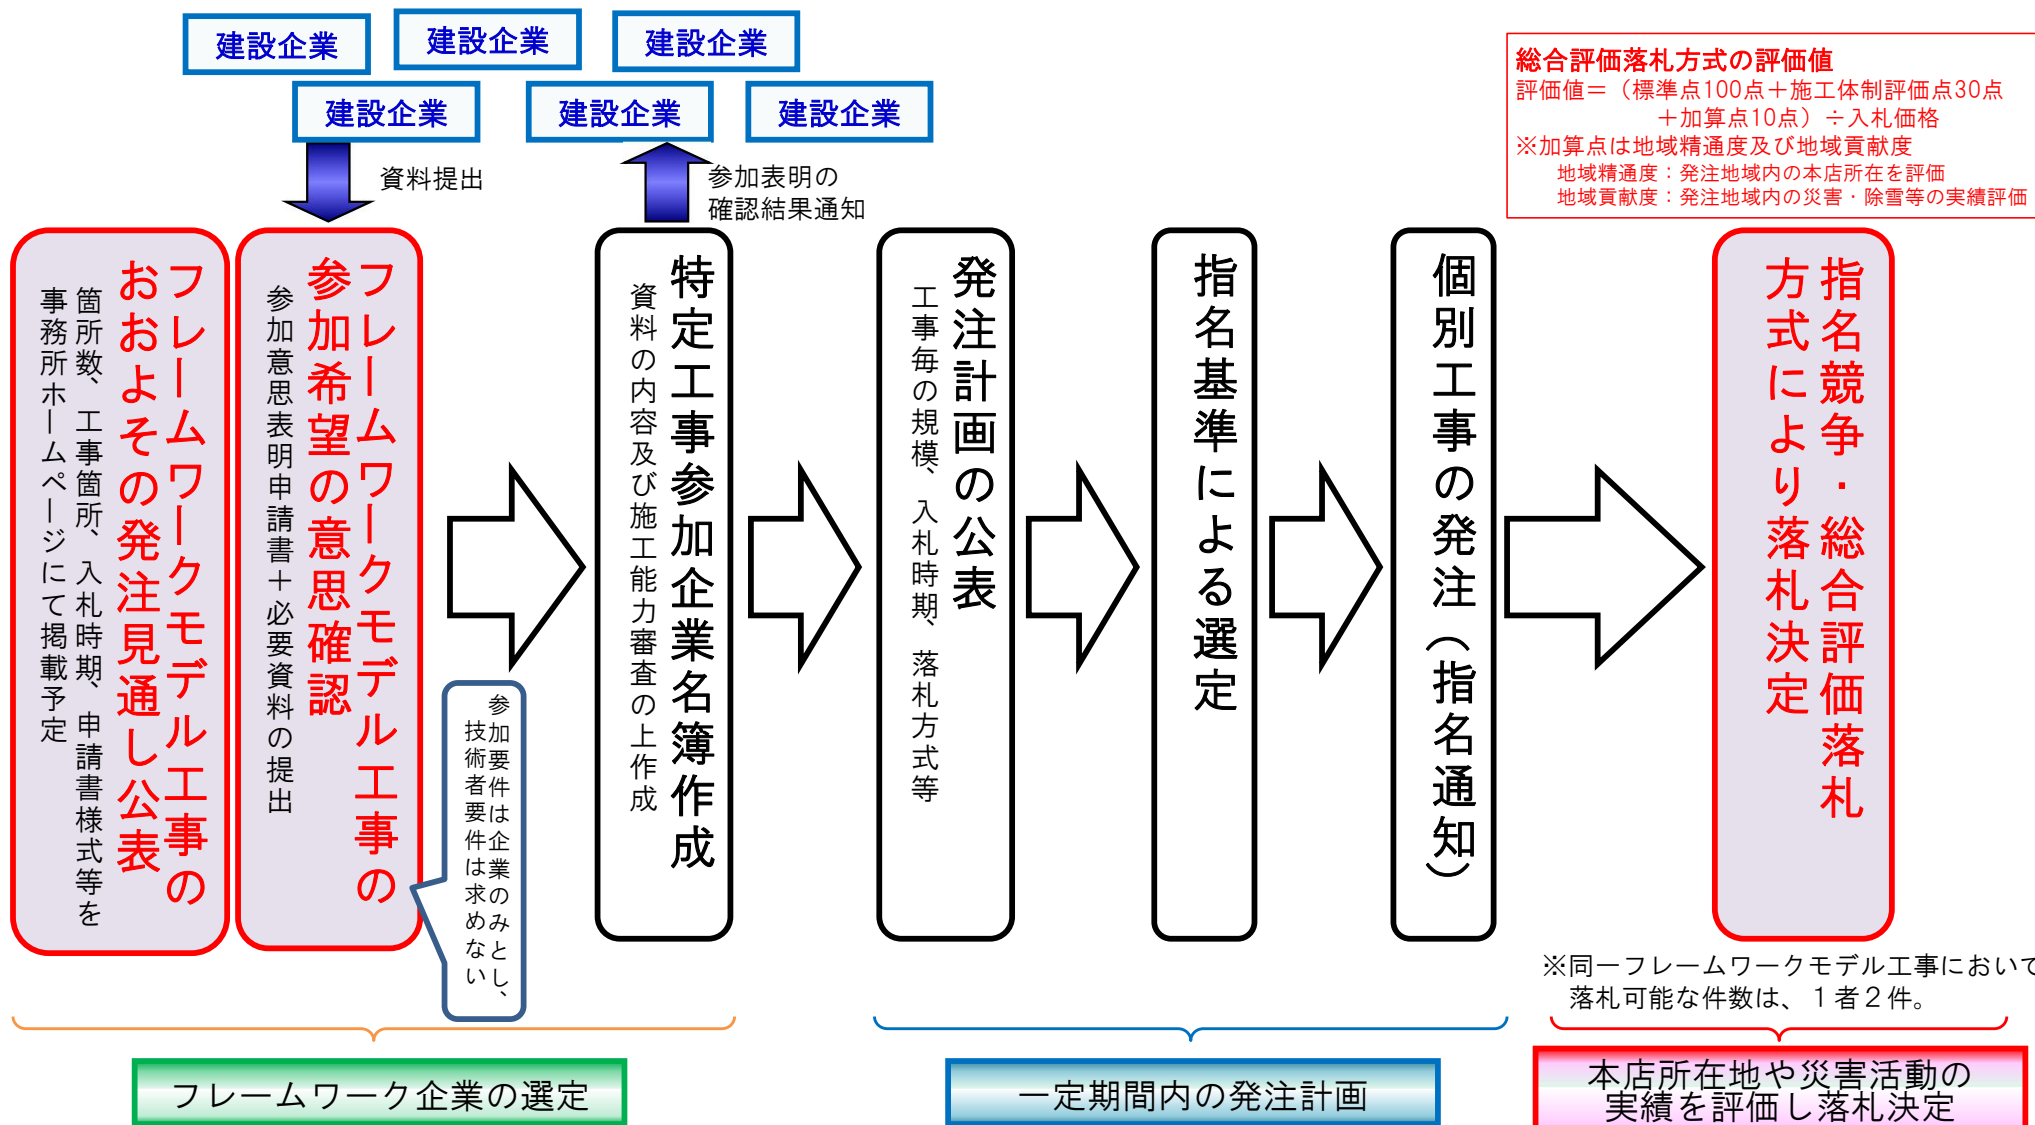 建設企業
建設企業
建設企業
建設企業
建設企業
建設企業
資料提出
参加表明の
確認結果通知
総合評価落札方式の評価値
評価値＝（標準点100点＋施工体制評価点30点
＋加算点10点）÷入札価格
※加算点は地域精通度及び地域貢献度
地域精通度：発注地域内の本店所在を評価
地域貢献度：発注地域内の災害・除雪等の実績評価
フレームワークモデル工事の
おおよその発注見通し公表
箇所数、工事箇所、入札時期、申請書様式等を
事務所ホームページにて掲載予定
フレームワークモデル工事の
参加希望の意思確認
参加意思表明申請書＋必要資料の提出
参加要件は企業のみとし、
技術者要件は求めない
特定工事参加企業名簿作成
資料の内容及び施工能力審査の上作成
発注計画の公表
工事毎の規模、入札時期、落札方式等
指名基準による選定
個別工事の発注（指名通知）
指名競争・総合評価落札
方式により落札決定
※同一フレームワークモデル工事において
落札可能な件数は、１者２件。
フレームワーク企業の選定
一定期間内の発注計画
本店所在地や災害活動の
実績を評価し落札決定